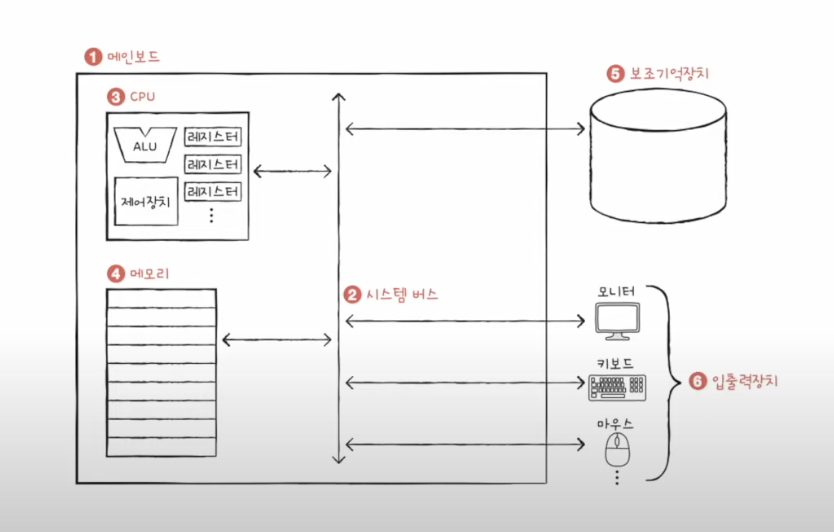 1 메인보드
3 CPU
ALU
레지스터
레지스터
레지스터
제어장치
4 메모리
2 시스템 버스
5 보조기억장치
모니터
키보드
마우스
6 입출력장치